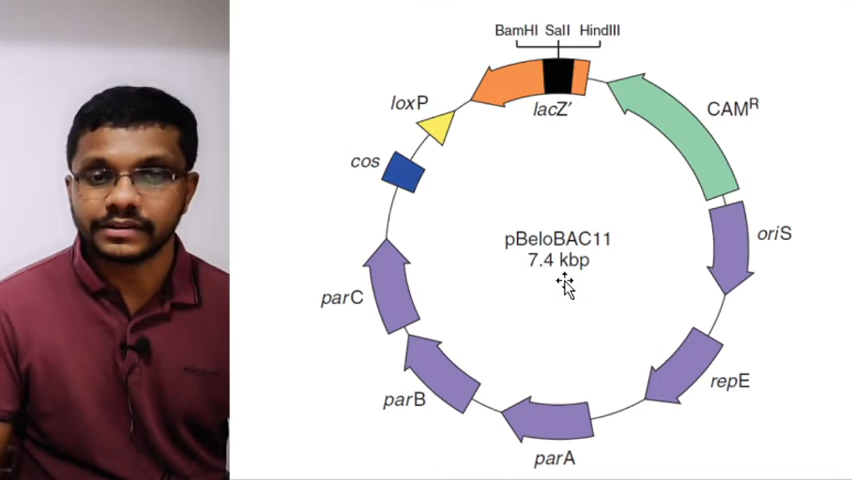 BamHI SalI HindIII
loxP
lacZ'
CAMᴿ
cos
oriS
pBeloBAC11
7.4 kbp
parC
repE
parB
parA